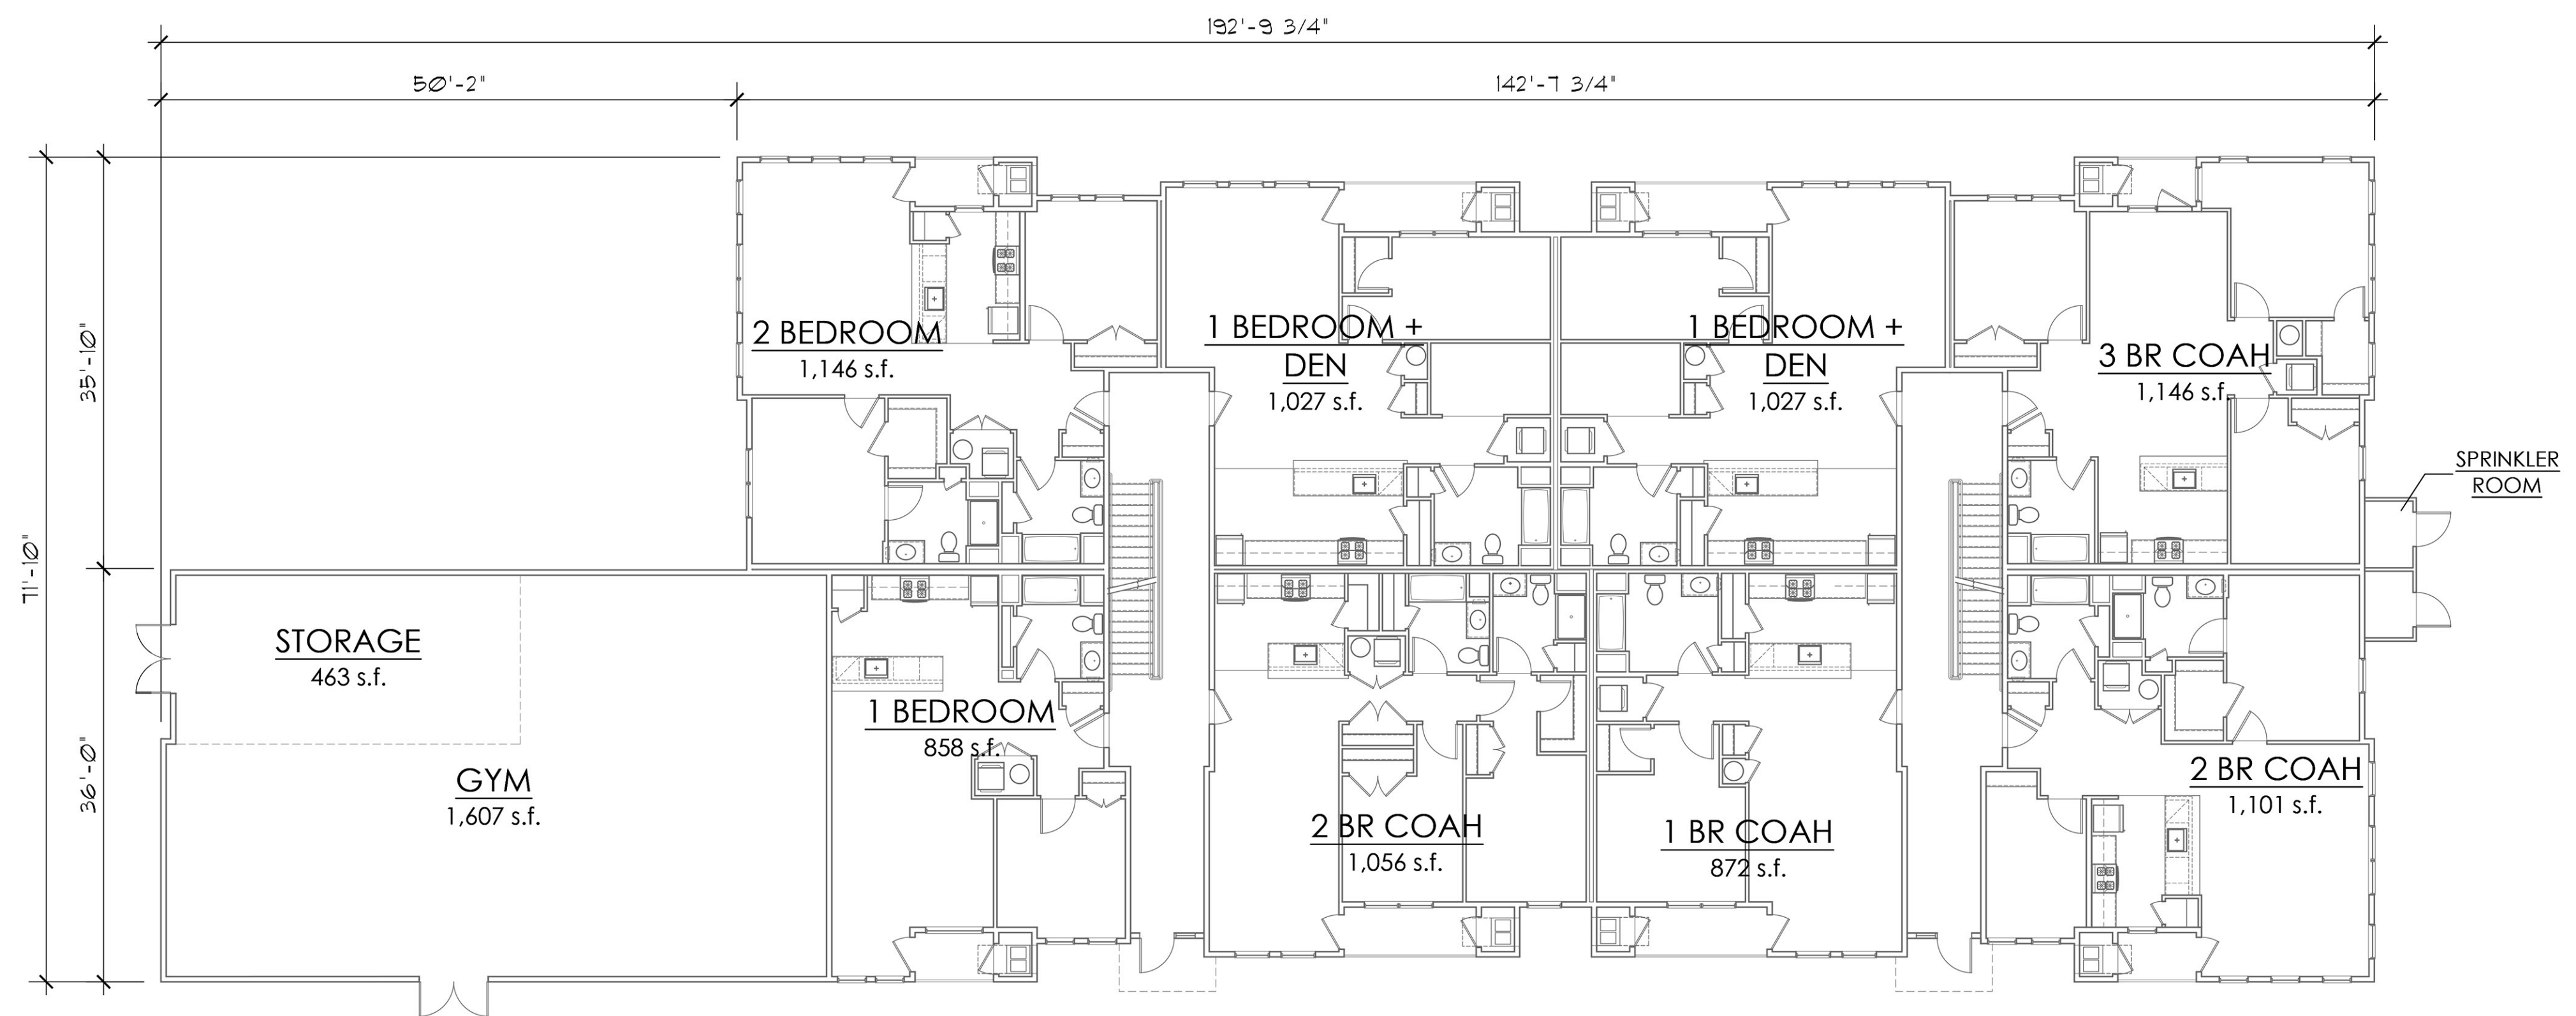 192'-9 3/4"
50'-2"
142'-7 3/4"
35'-10"
71'-10"
36'-0"
2 BEDROOM
1,146 s.f.
1 BEDROOM +
DEN
1,027 s.f.
1 BEDROOM +
DEN
1,027 s.f.
3 BR COAH
1,146 s.f.
SPRINKLER
ROOM
STORAGE
463 s.f.
GYM
1,607 s.f.
1 BEDROOM
858 s.f.
2 BR COAH
1,056 s.f.
1 BR COAH
872 s.f.
2 BR COAH
1,101 s.f.